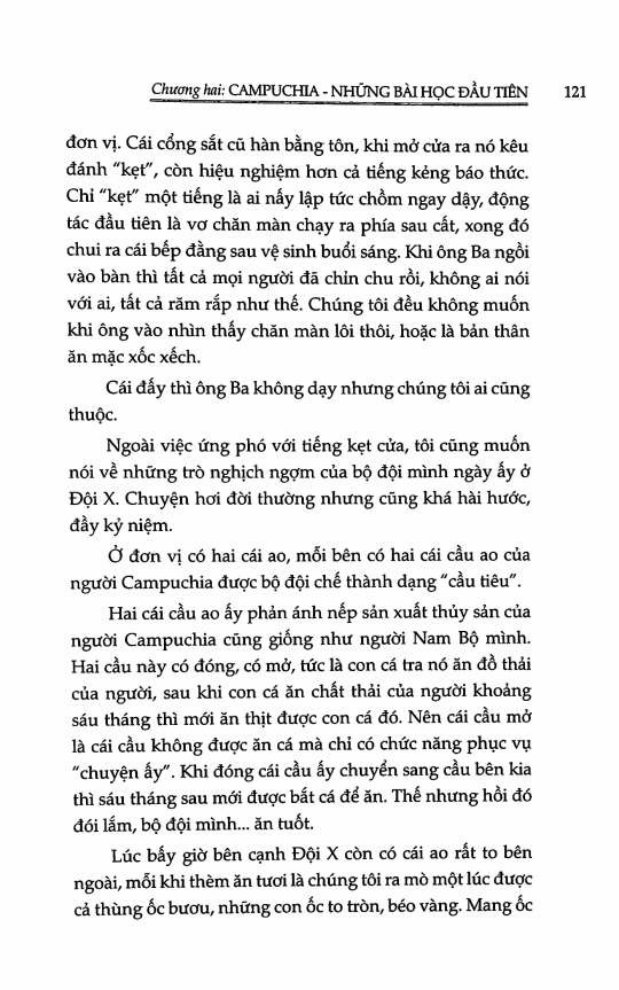 Chương hai: CAMPUCHIA - NHỮNG BÀI HỌC ĐẦU TIÊN 121
đơn vị. Cái cổng sắt cũ hàn bằng tôn, khi mở cửa ra nó kêu
đánh "kẹt", còn hiệu nghiệm hơn cả tiếng kẻng báo thức.
Chỉ "kẹt" một tiếng là ai nấy lập tức chồm ngay dậy, động
tác đầu tiên là vơ chăn màn chạy ra phía sau cất, xong đó
chui ra cái bếp đằng sau vệ sinh buổi sáng. Khi ông Ba ngồi
vào bàn thì tất cả mọi người đã chỉn chu rồi, không ai nói
với ai, tất cả răm rắp như thế. Chúng tôi đều không muốn
khi ông vào nhìn thấy chăn màn lôi thôi, hoặc là bản thân
ăn mặc xốc xếch.
Cái đấy thì ông Ba không dạy nhưng chúng tôi ai cũng
thuộc.
Ngoài việc ứng phó với tiếng kẹt cửa, tôi cũng muốn
nói về những trò nghịch ngợm của bộ đội mình ngày ấy ở
Đội X. Chuyện hơi đời thường nhưng cũng khá hài hước,
đầy kỷ niệm.
Ở đơn vị có hai cái ao, mỗi bên có hai cái cầu ao của
người Campuchia được bộ đội chế thành dạng "cầu tiêu".
Hai cái cầu ao ấy phản ánh nếp sản xuất thủy sản của
người Campuchia cũng giống như người Nam Bộ mình.
Hai cầu này có đóng, có mở, tức là con cá tra nó ăn đồ thải
của người, sau khi con cá ăn chất thải của người khoảng
sáu tháng thì mới ăn thịt được con cá đó. Nên cái cầu mở
là cái cầu không được ăn cá mà chỉ có chức năng phục vụ
"chuyện ấy". Khi đóng cái cầu ấy chuyển sang cầu bên kia
thì sáu tháng sau mới được bắt cá để ăn. Thế nhưng hồi đó
đói lắm, bộ đội mình... ăn tuốt.
Lúc bấy giờ bên cạnh Đội X còn có cái ao rất to bên
ngoài, mỗi khi thèm ăn tươi là chúng tôi ra mò một lúc được
cả thùng ốc bươu, những con ốc to tròn, béo vàng. Mang ốc